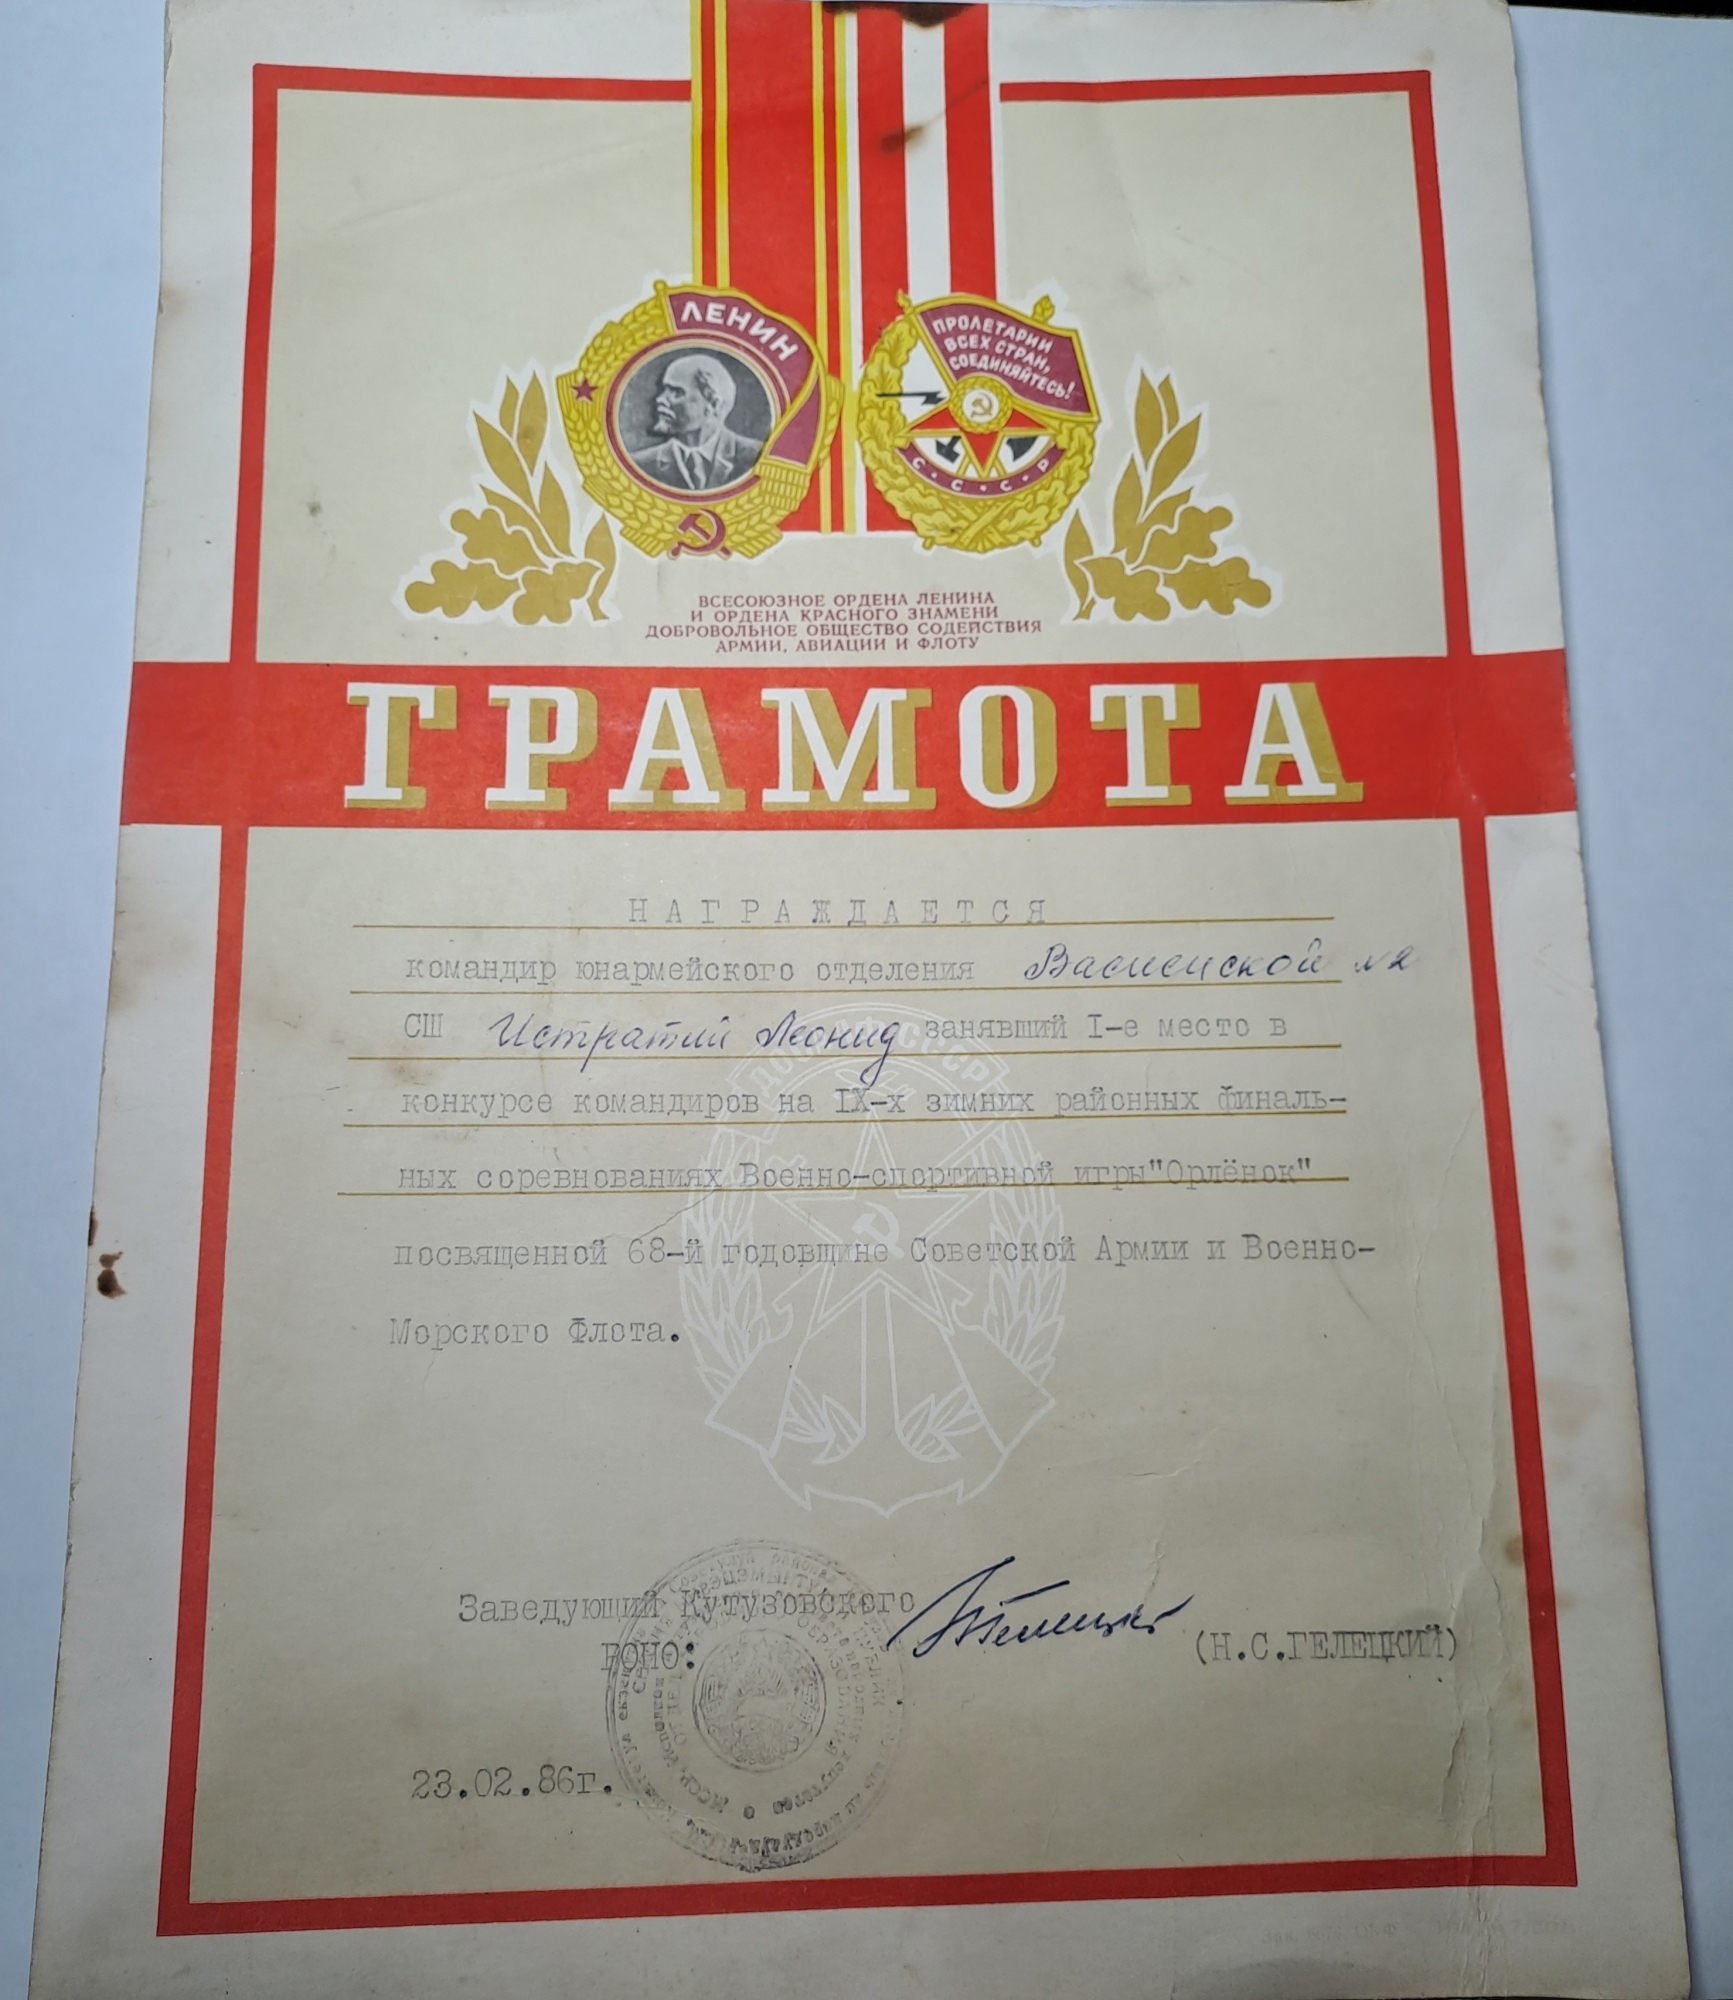 ЛЕНИН
ПРОЛЕТАРИИ
ВСЕХ СТРАН,
СОЕДИНЯЙТЕСЬ!
С·С·С·Р
ВСЕСОЮЗНОЕ ОРДЕНА ЛЕНИНА
И ОРДЕНА КРАСНОГО ЗНАМЕНИ
ДОБРОВОЛЬНОЕ ОБЩЕСТВО СОДЕЙСТВИЯ
АРМИИ, АВИАЦИИ И ФЛОТУ
ГРАМОТА
НАГРАЖДАЕТСЯ
командир юнармейского отделения №2
СШ Истратий Леонид занявший I-е место в
ДОСААФ СССР
конкурсе командиров на IX-х зимних районных финаль-
ных соревнованиях Военно-спортивной игры"Орлёнок"
посвященной 68-й годовщине Советской Армии и Военно-
Морского Флота.
Заведующий Кутузовского
РОНО: (Н.С.ГЕЛЕЦКИЙ)
23.02.86г.